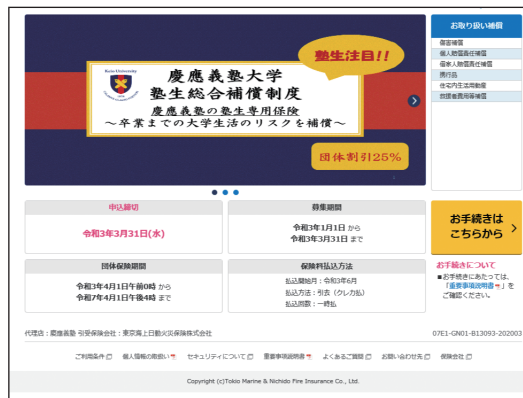 塾生注目!!
Keio University
慶應義塾大学
塾生総合補償制度
慶應義塾の塾生専用保険
～卒業までの大学生活のリスクを補償～
団体割引25%
お取り扱い補償
傷害補償
個人賠償責任補償
借家人賠償責任補償
携行品
住宅内生活用動産
救援者費用等補償
申込締切
令和3年3月31日(水)
募集期間
令和3年1月1日 から
令和3年3月31日 まで
お手続きは
こちらから
団体保険期間
令和3年4月1日午前0時 から
令和7年4月1日午後4時 まで
保険料払込方法
払込開始月：令和3年6月
払込方法：引去（クレカ払）
払込回数：一時払
お手続きについて
■お手続きにあたっては、
「重要事項説明書」を
ご確認ください。
代理店：慶應義塾 引受保険会社：東京海上日動火災保険株式会社
07E1-GN01-B13093-202003
ご利用条件 個人情報の取扱い セキュリティについて 重要事項説明書 よくあるご質問 お問い合わせ先 保険会社
Copyright (c)Tokio Marine & Nichido Fire Insurance Co., Ltd.